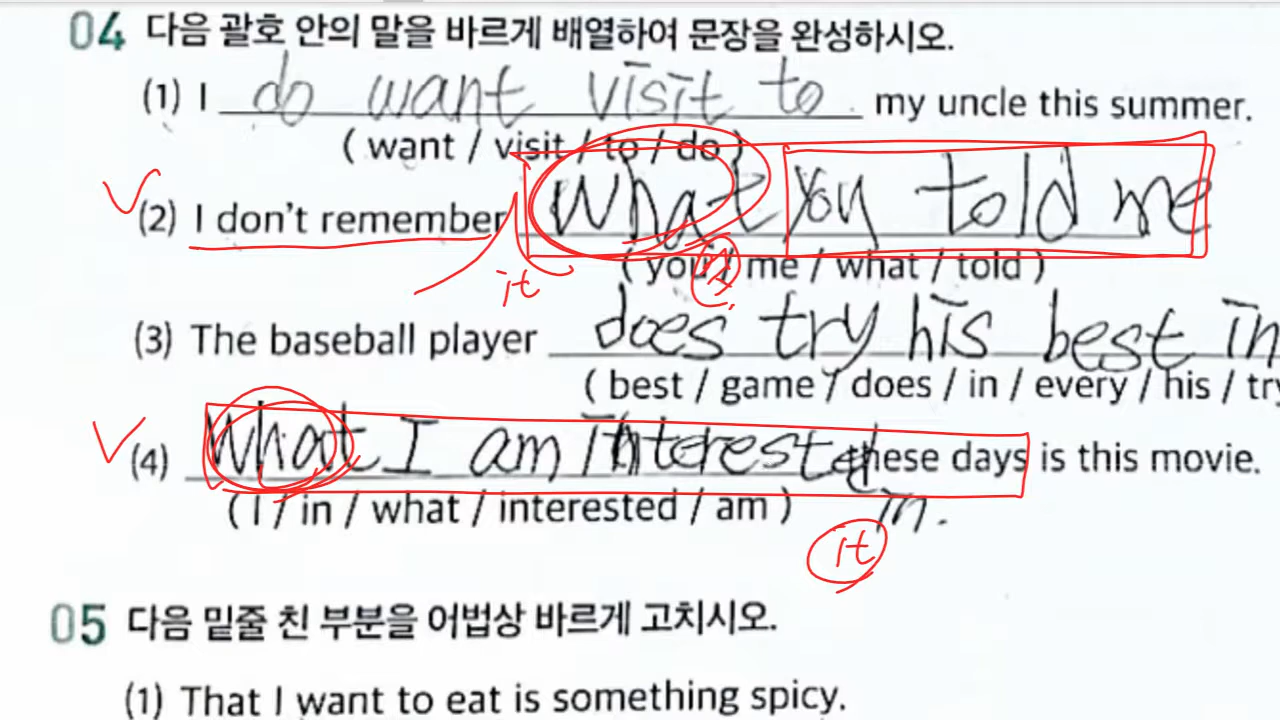 04 다음 괄호 안의 말을 바르게 배열하여 문장을 완성하시오.
(1) I do want visit to my uncle this summer.
( want / visit / to / do )
(2) I don't remember what you told me
it
( you / me / what / told )
(3) The baseball player does try his best in
( best / game / does / in / every / his / try
(4) What I am interested these days is this movie.
( I / in / what / interested / am ) in.
it
05 다음 밑줄 친 부분을 어법상 바르게 고치시오.
(1) That I want to eat is something spicy.